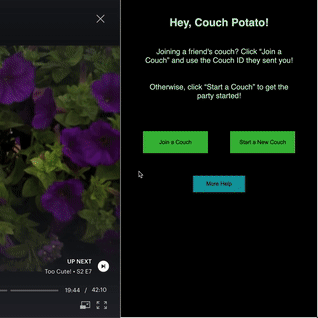 Hey, Couch Potato!
Joining a friend's couch? Click "Join a
Couch" and use the Couch ID they sent you!
Otherwise, click "Start a Couch" to get the
party started!
Join a Couch
Start a New Couch
More Help
UP NEXT
Too Cute! • S2 E7
19:44 / 42:10